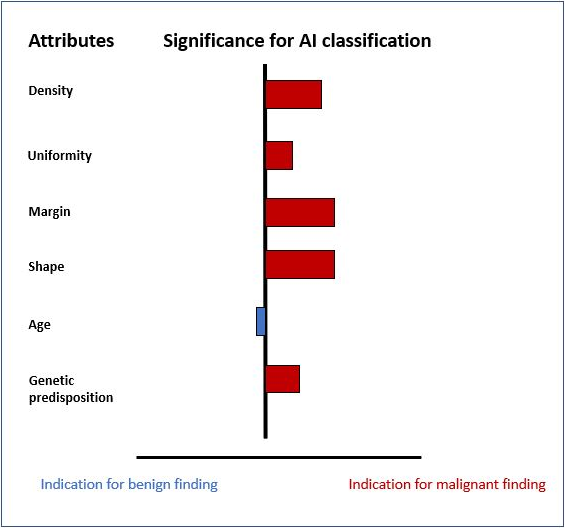 Attributes Significance for AI classification
Density
Uniformity
Margin
Shape
Age
Genetic
predisposition
Indication for benign finding Indication for malignant finding